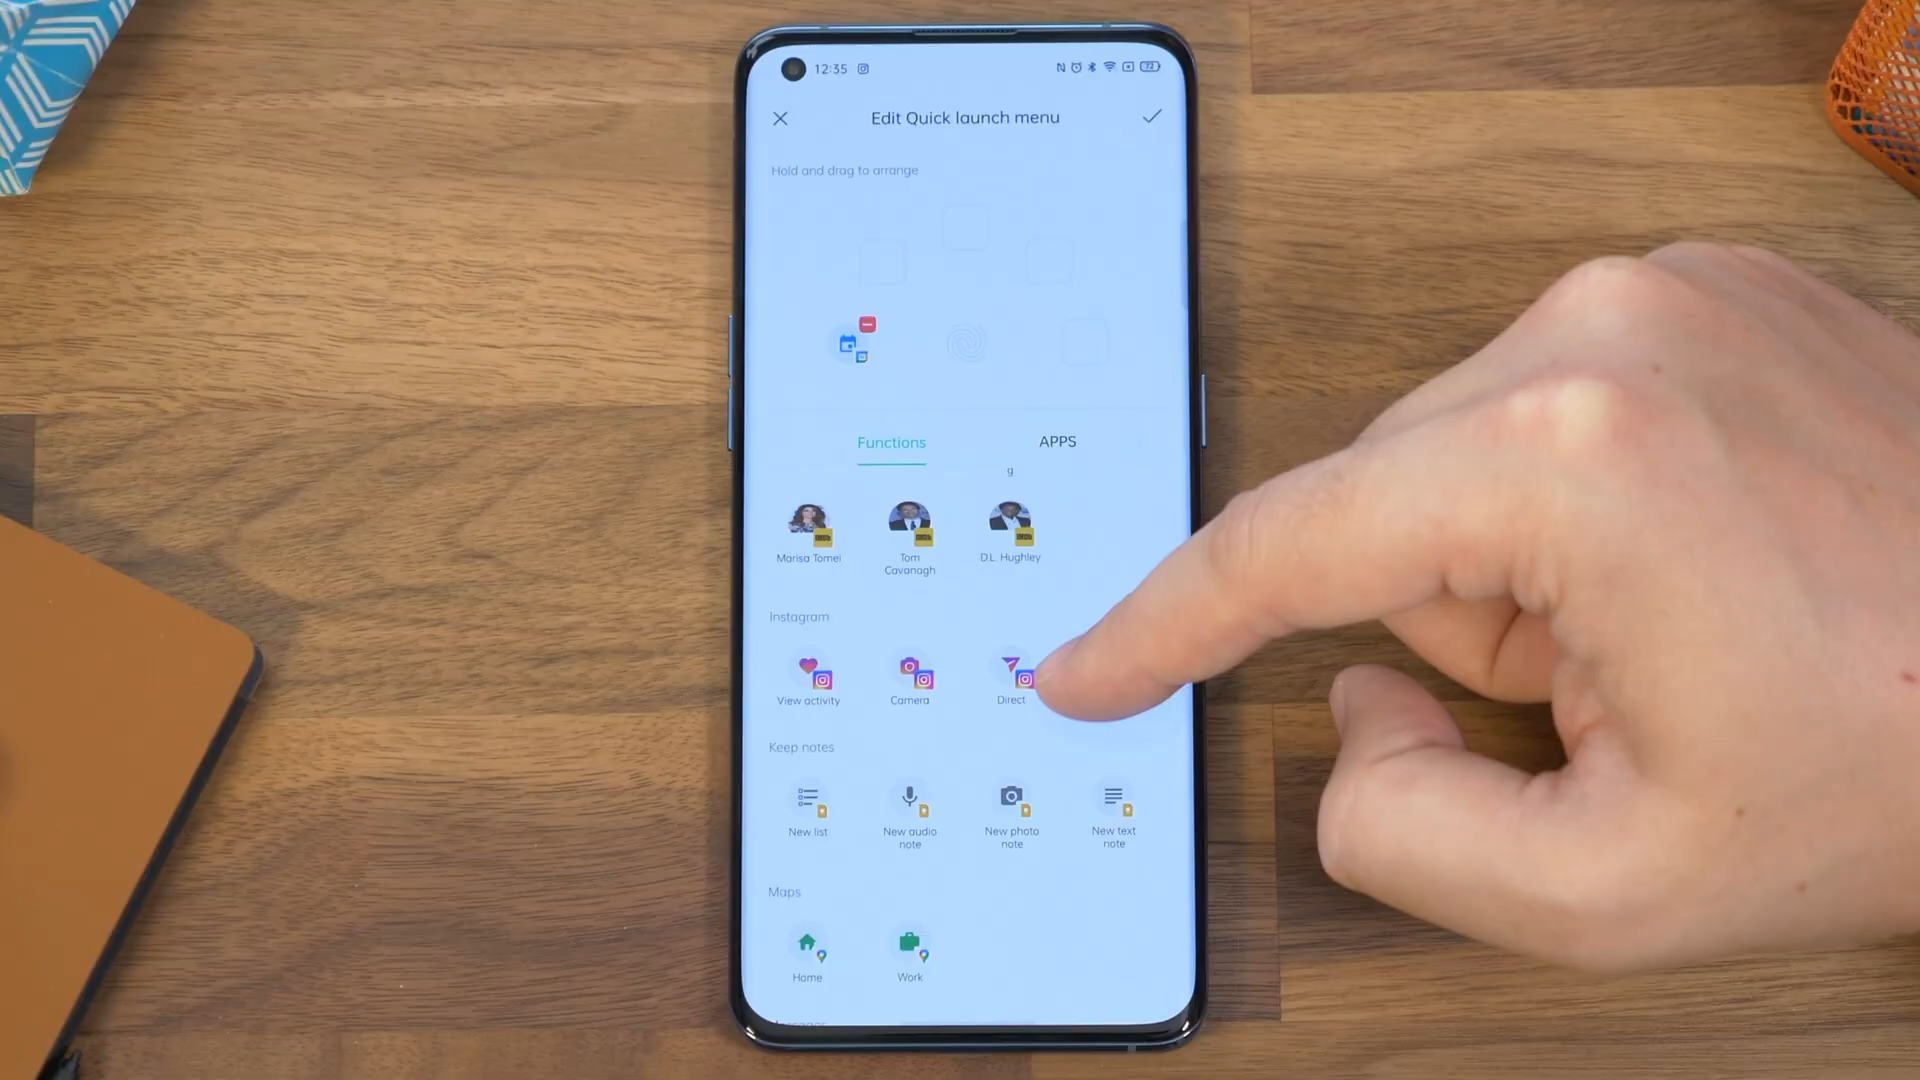 12:35
72
Edit Quick launch menu
Hold and drag to arrange
Functions
APPS
g
Marisa Tomei
Tom
Cavanagh
D.L. Hughley
Instagram
View activity
Camera
Direct
Keep notes
New list
New audio
note
New photo
note
New text
note
Maps
Home
Work